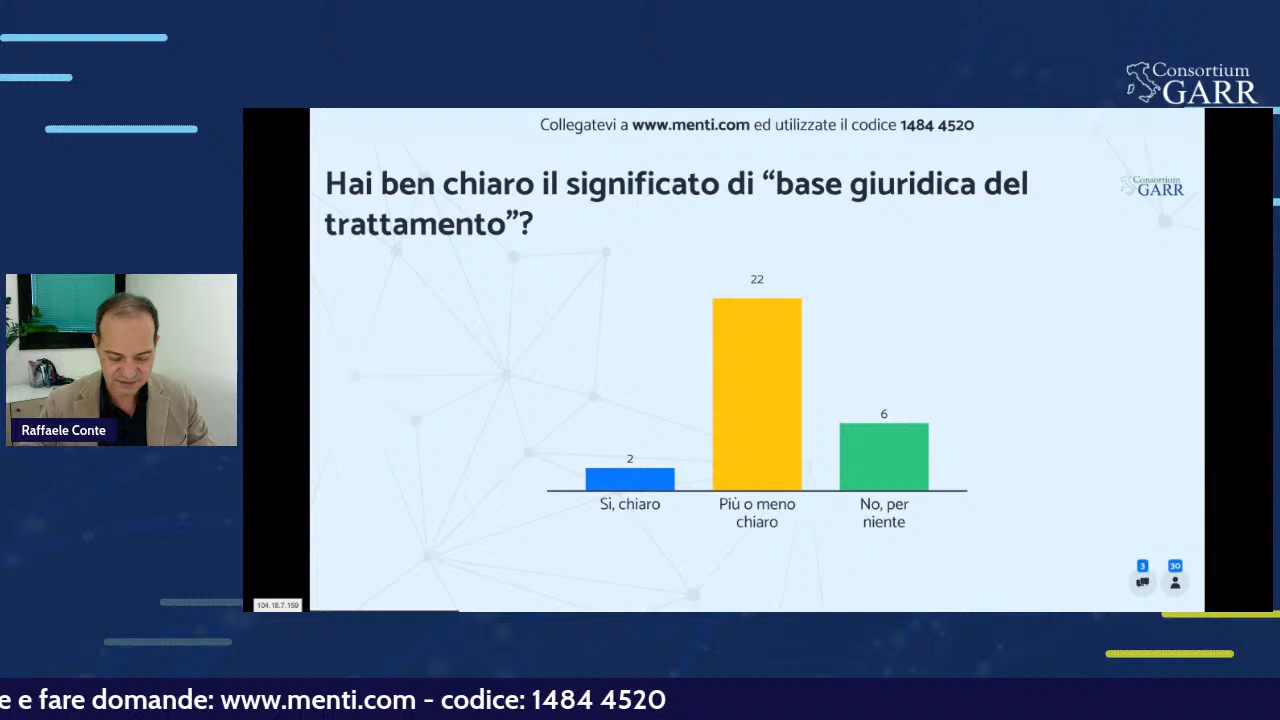 Consortium
GARR
Collegatevi a www.menti.com ed utilizzate il codice 1484 4520
Hai ben chiaro il significato di “base giuridica del
trattamento”?
Consortium
GARR
22
6
2
Sì, chiaro
Più o meno
chiaro
No, per
niente
Raffaele Conte
3
30
104.18.7.159
e e fare domande: www.menti.com - codice: 1484 4520